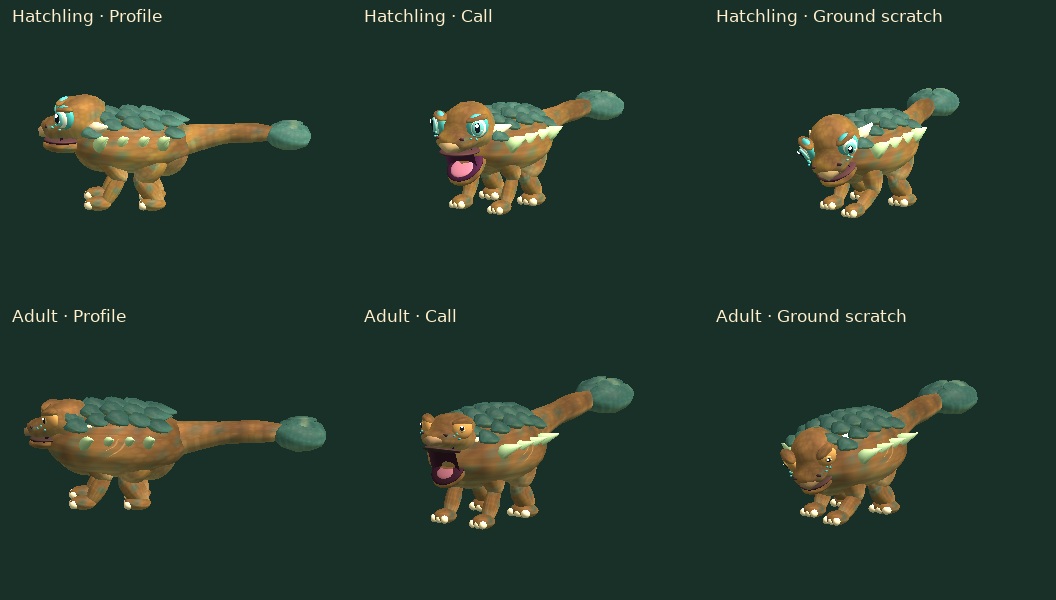 Hatchling · Profile
Hatchling · Call
Hatchling · Ground scratch
Adult · Profile
Adult · Call
Adult · Ground scratch